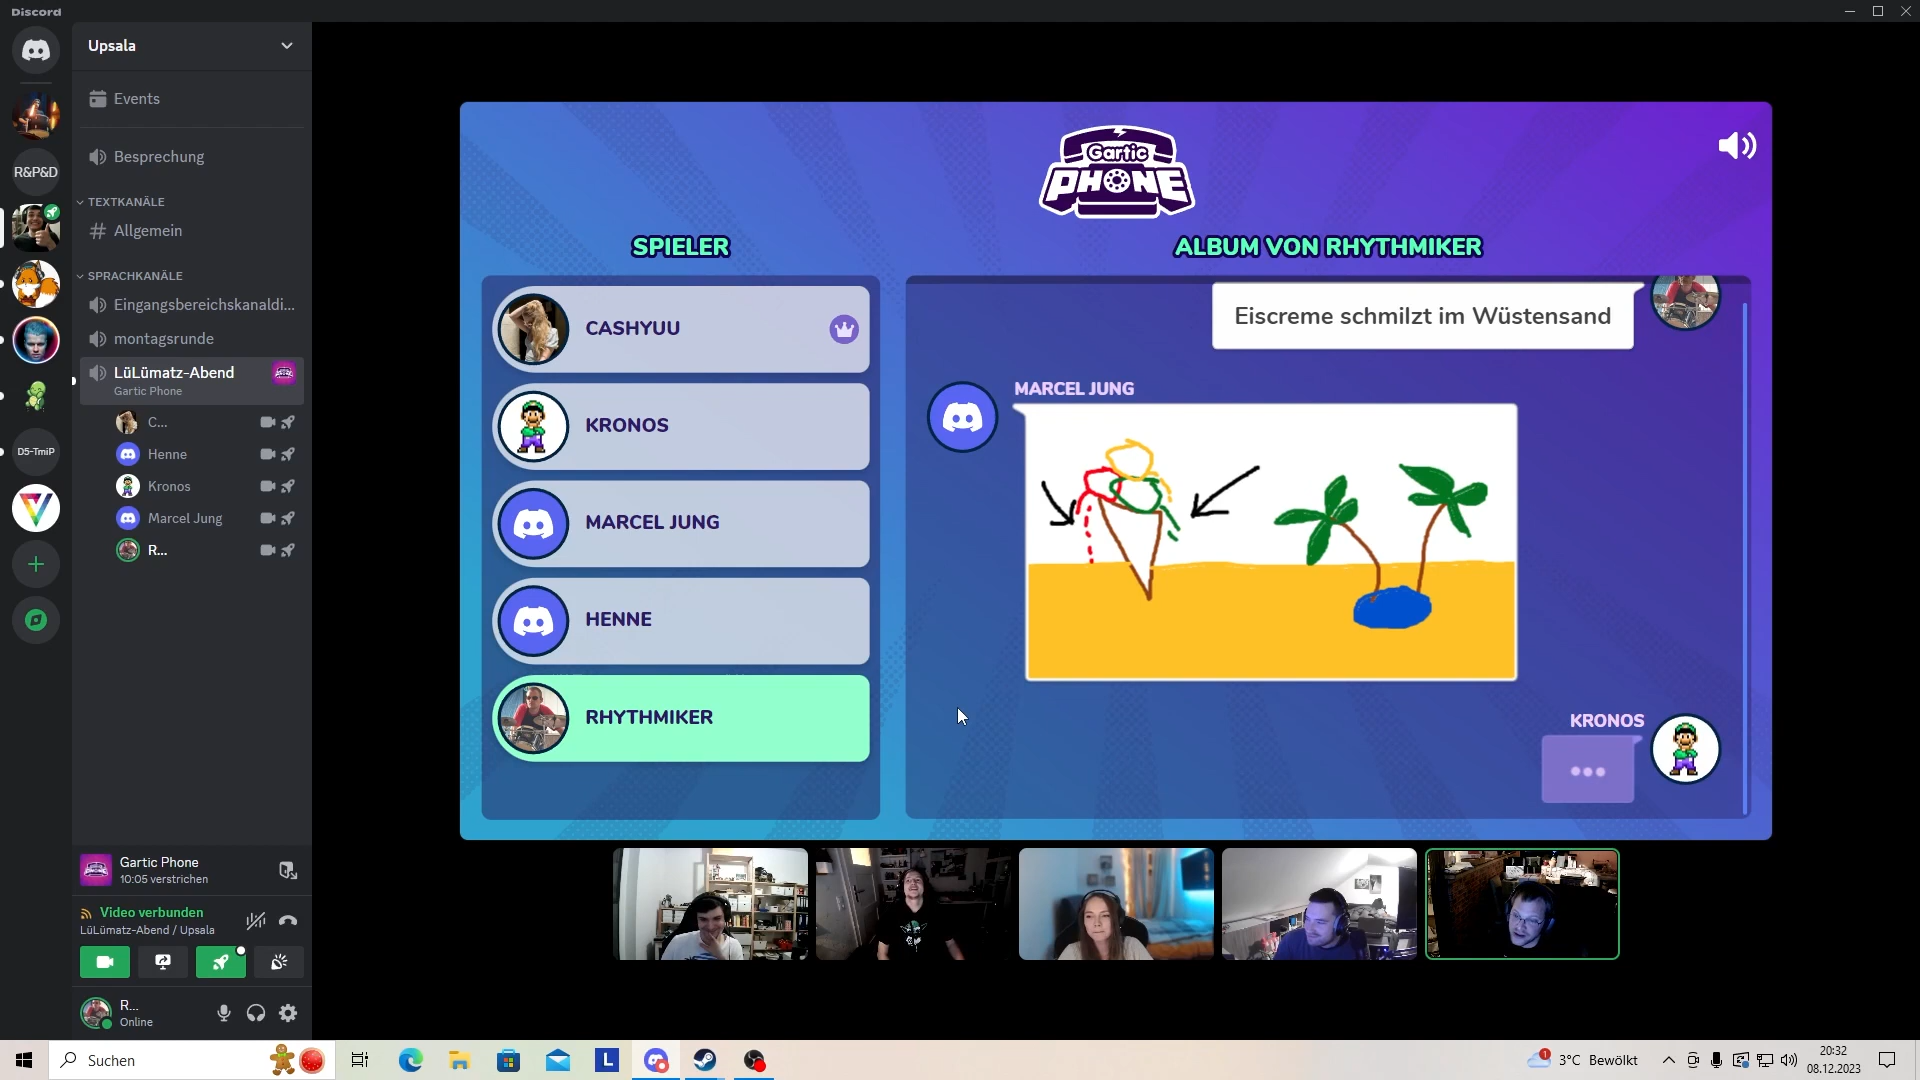 Discord
Upsala
Events
Besprechung
R&P&D
TEXTKANÄLE
Allgemein
SPRACHKANÄLE
Eingangsbereichskanaldi...
montagsrunde
LüLümatz-Abend
Gartic Phone
C...
Henne
D5-TmiP
Kronos
Marcel Jung
R...
Gartic Phone
10:05 verstrichen
Video verbunden
LüLümatz-Abend / Upsala
R...
Online
Gartic
PHONE
SPIELER
CASHYUU
KRONOS
MARCEL JUNG
HENNE
RHYTHMIKER
ALBUM VON RHYTHMIKER
Eiscreme schmilzt im Wüstensand
MARCEL JUNG
KRONOS
...
Suchen
L
1
3°C Bewölkt
20:32
08.12.2023